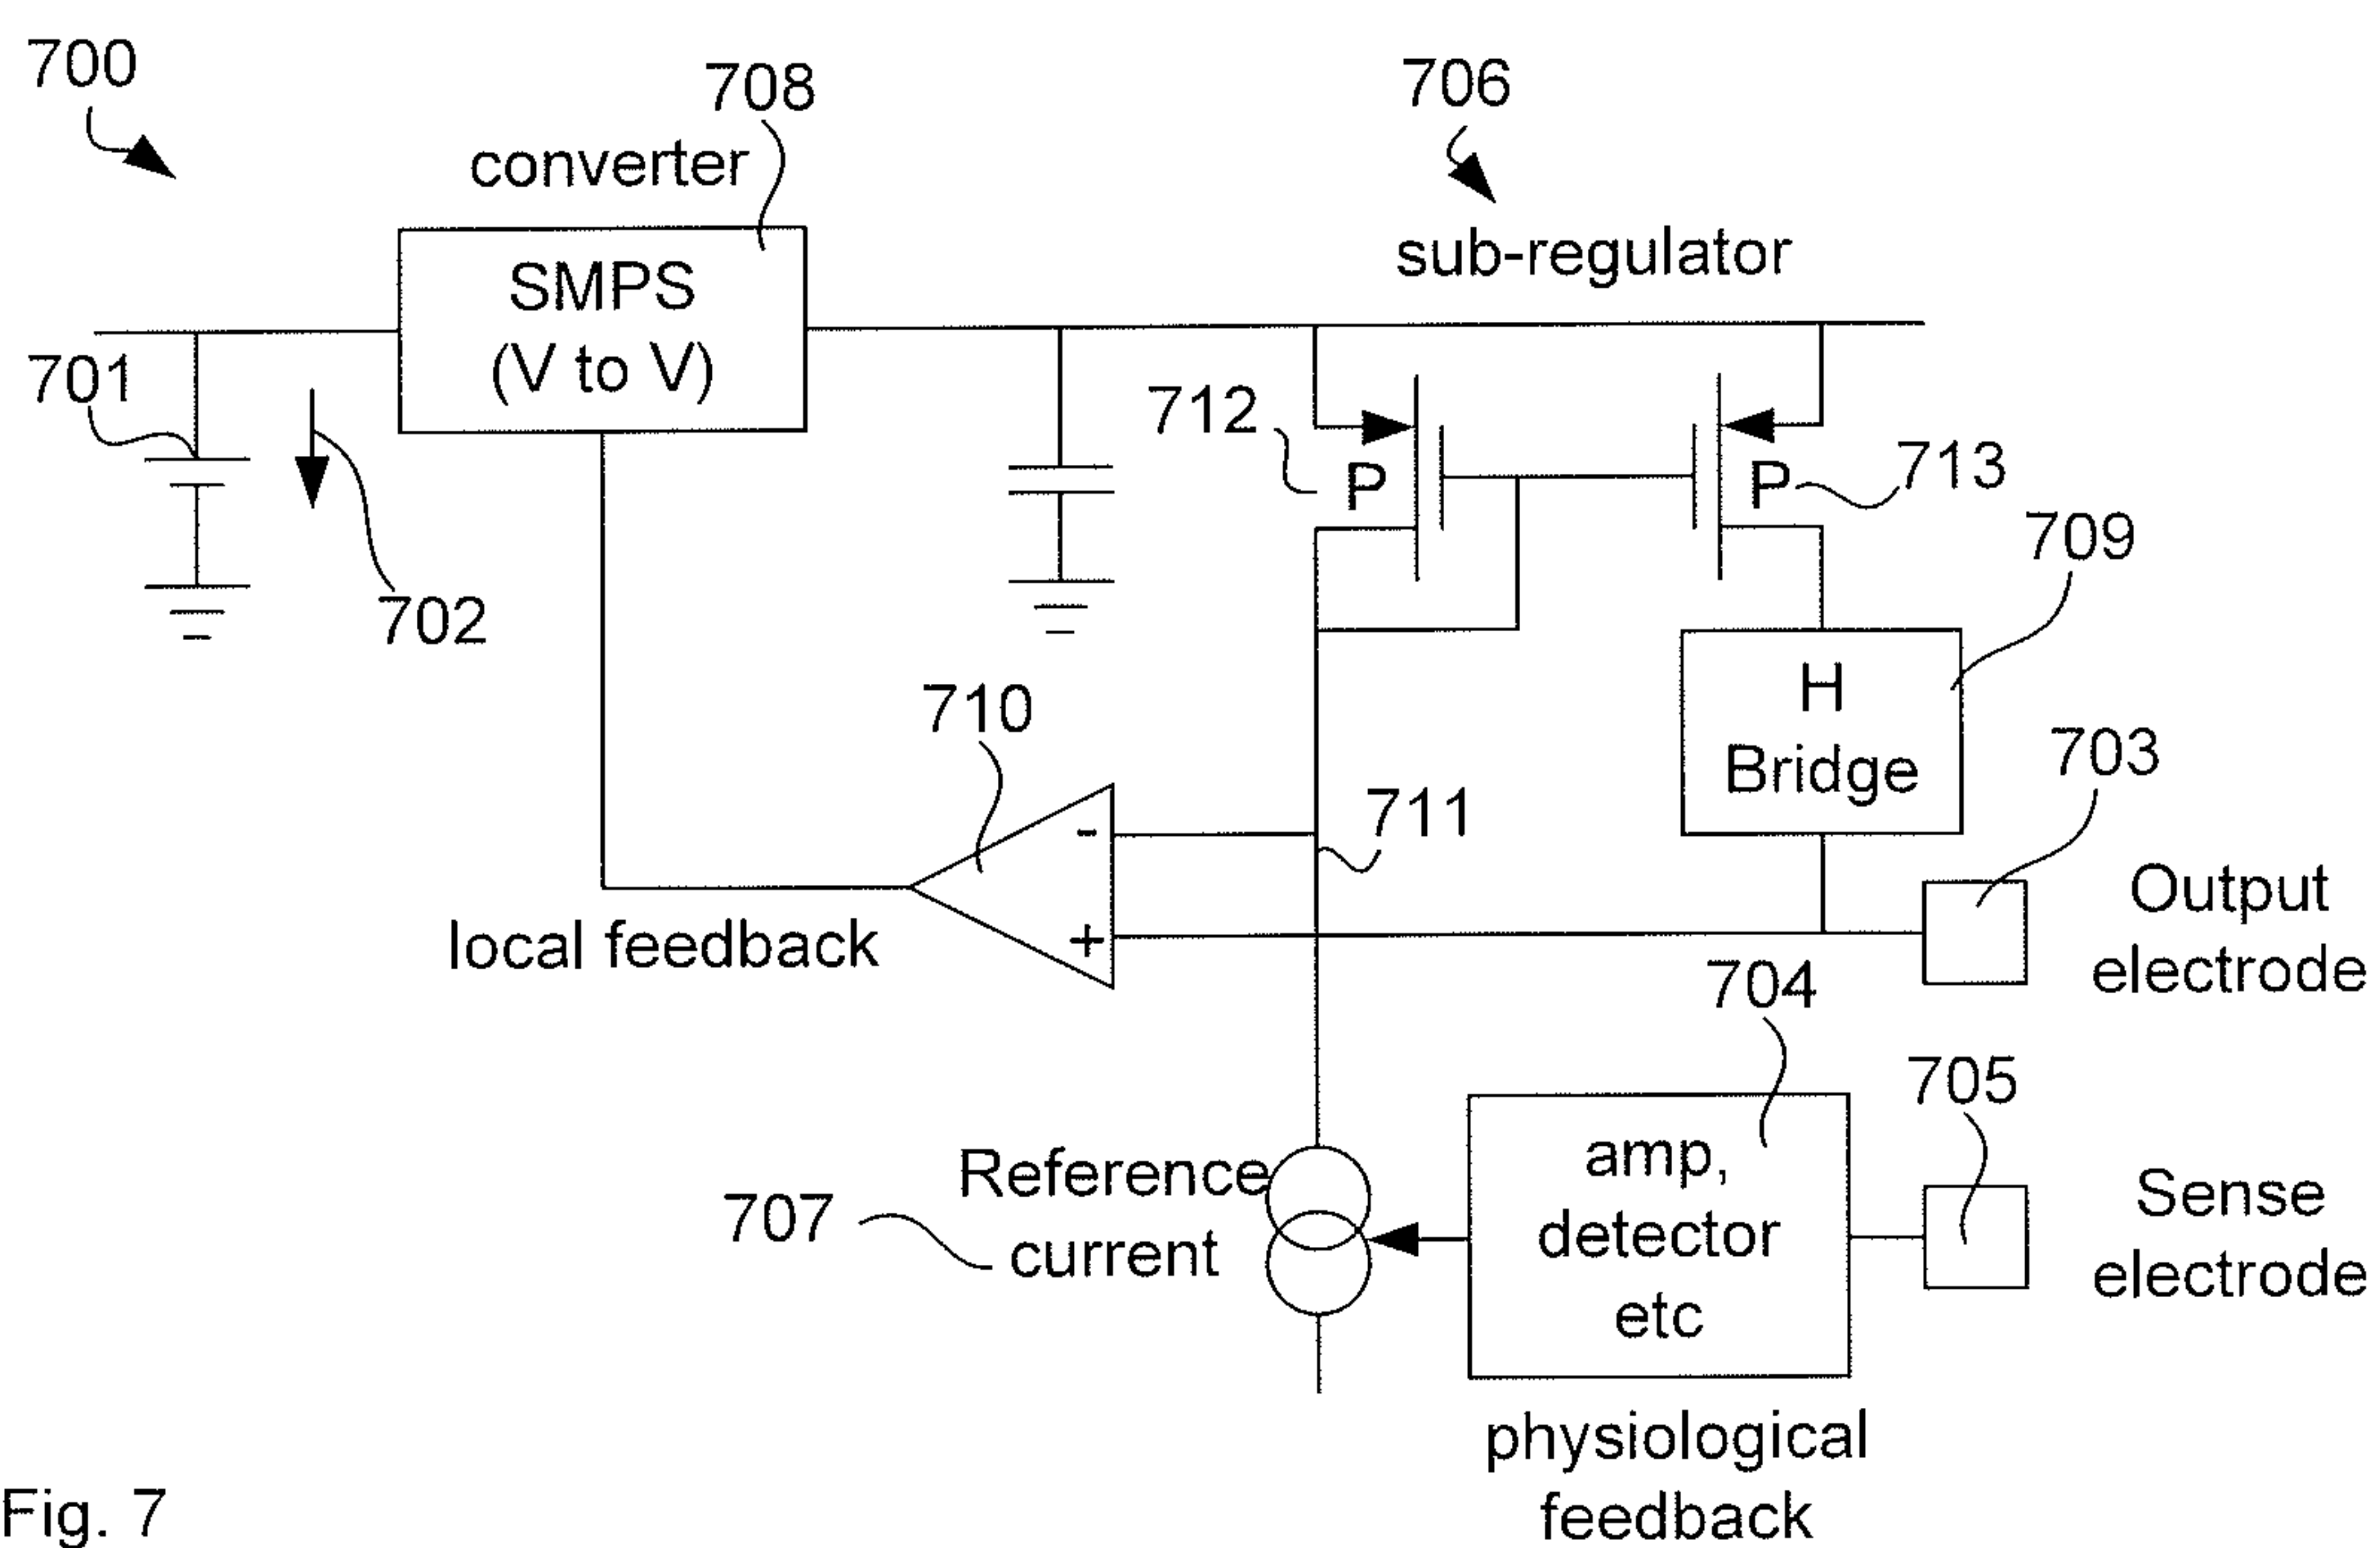 700
708
706
converter
sub-regulator
SMPS
(V to V)
701
712
P
P
713
702
709
H
Bridge
710
703
711
-
+
local feedback
Output
electrode
704
705
Reference
current
707
amp,
detector
etc
Sense
electrode
physiological
feedback
Fig. 7